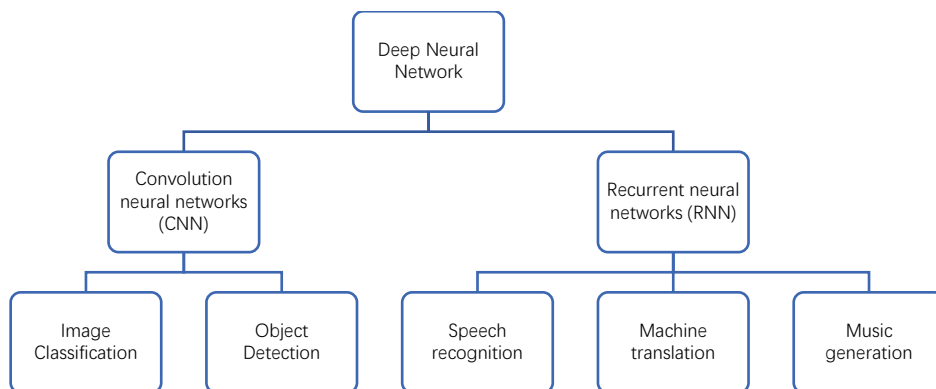 Deep Neural
Network
Convolution
neural networks
(CNN)
Recurrent neural
networks (RNN)
Image
Classification
Object
Detection
Speech
recognition
Machine
translation
Music
generation